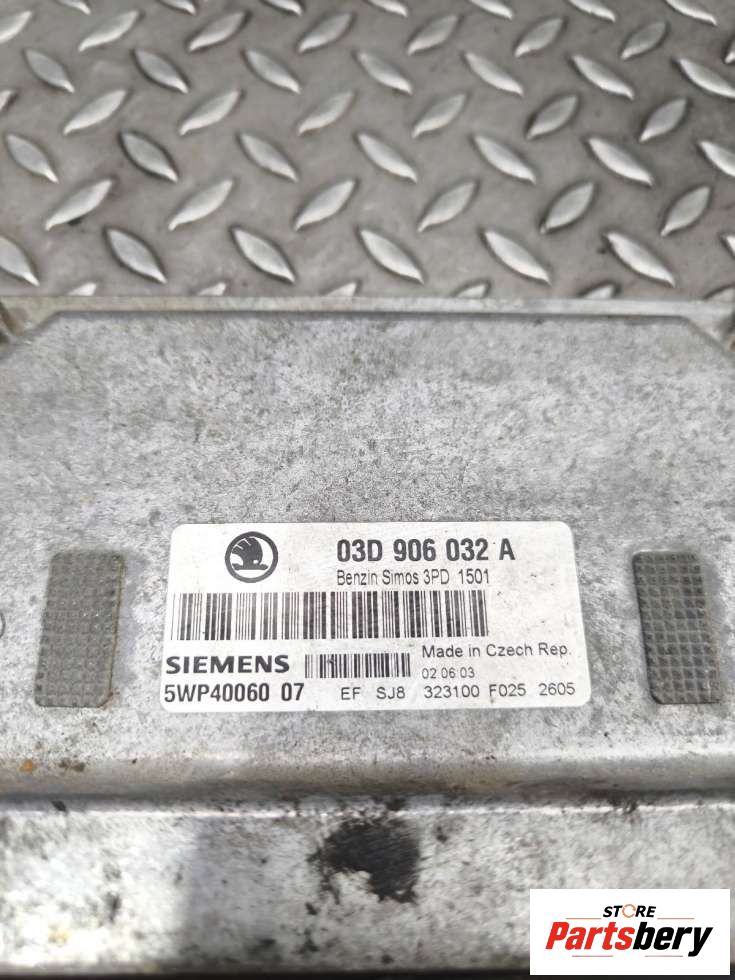 03D 906 032 A
Benzin Simos 3PD 1501
SIEMENS
Made in Czech Rep.
02 06:03
5WP40060 07 EF SJ8 323100 F025 2605
STORE
Partsbery